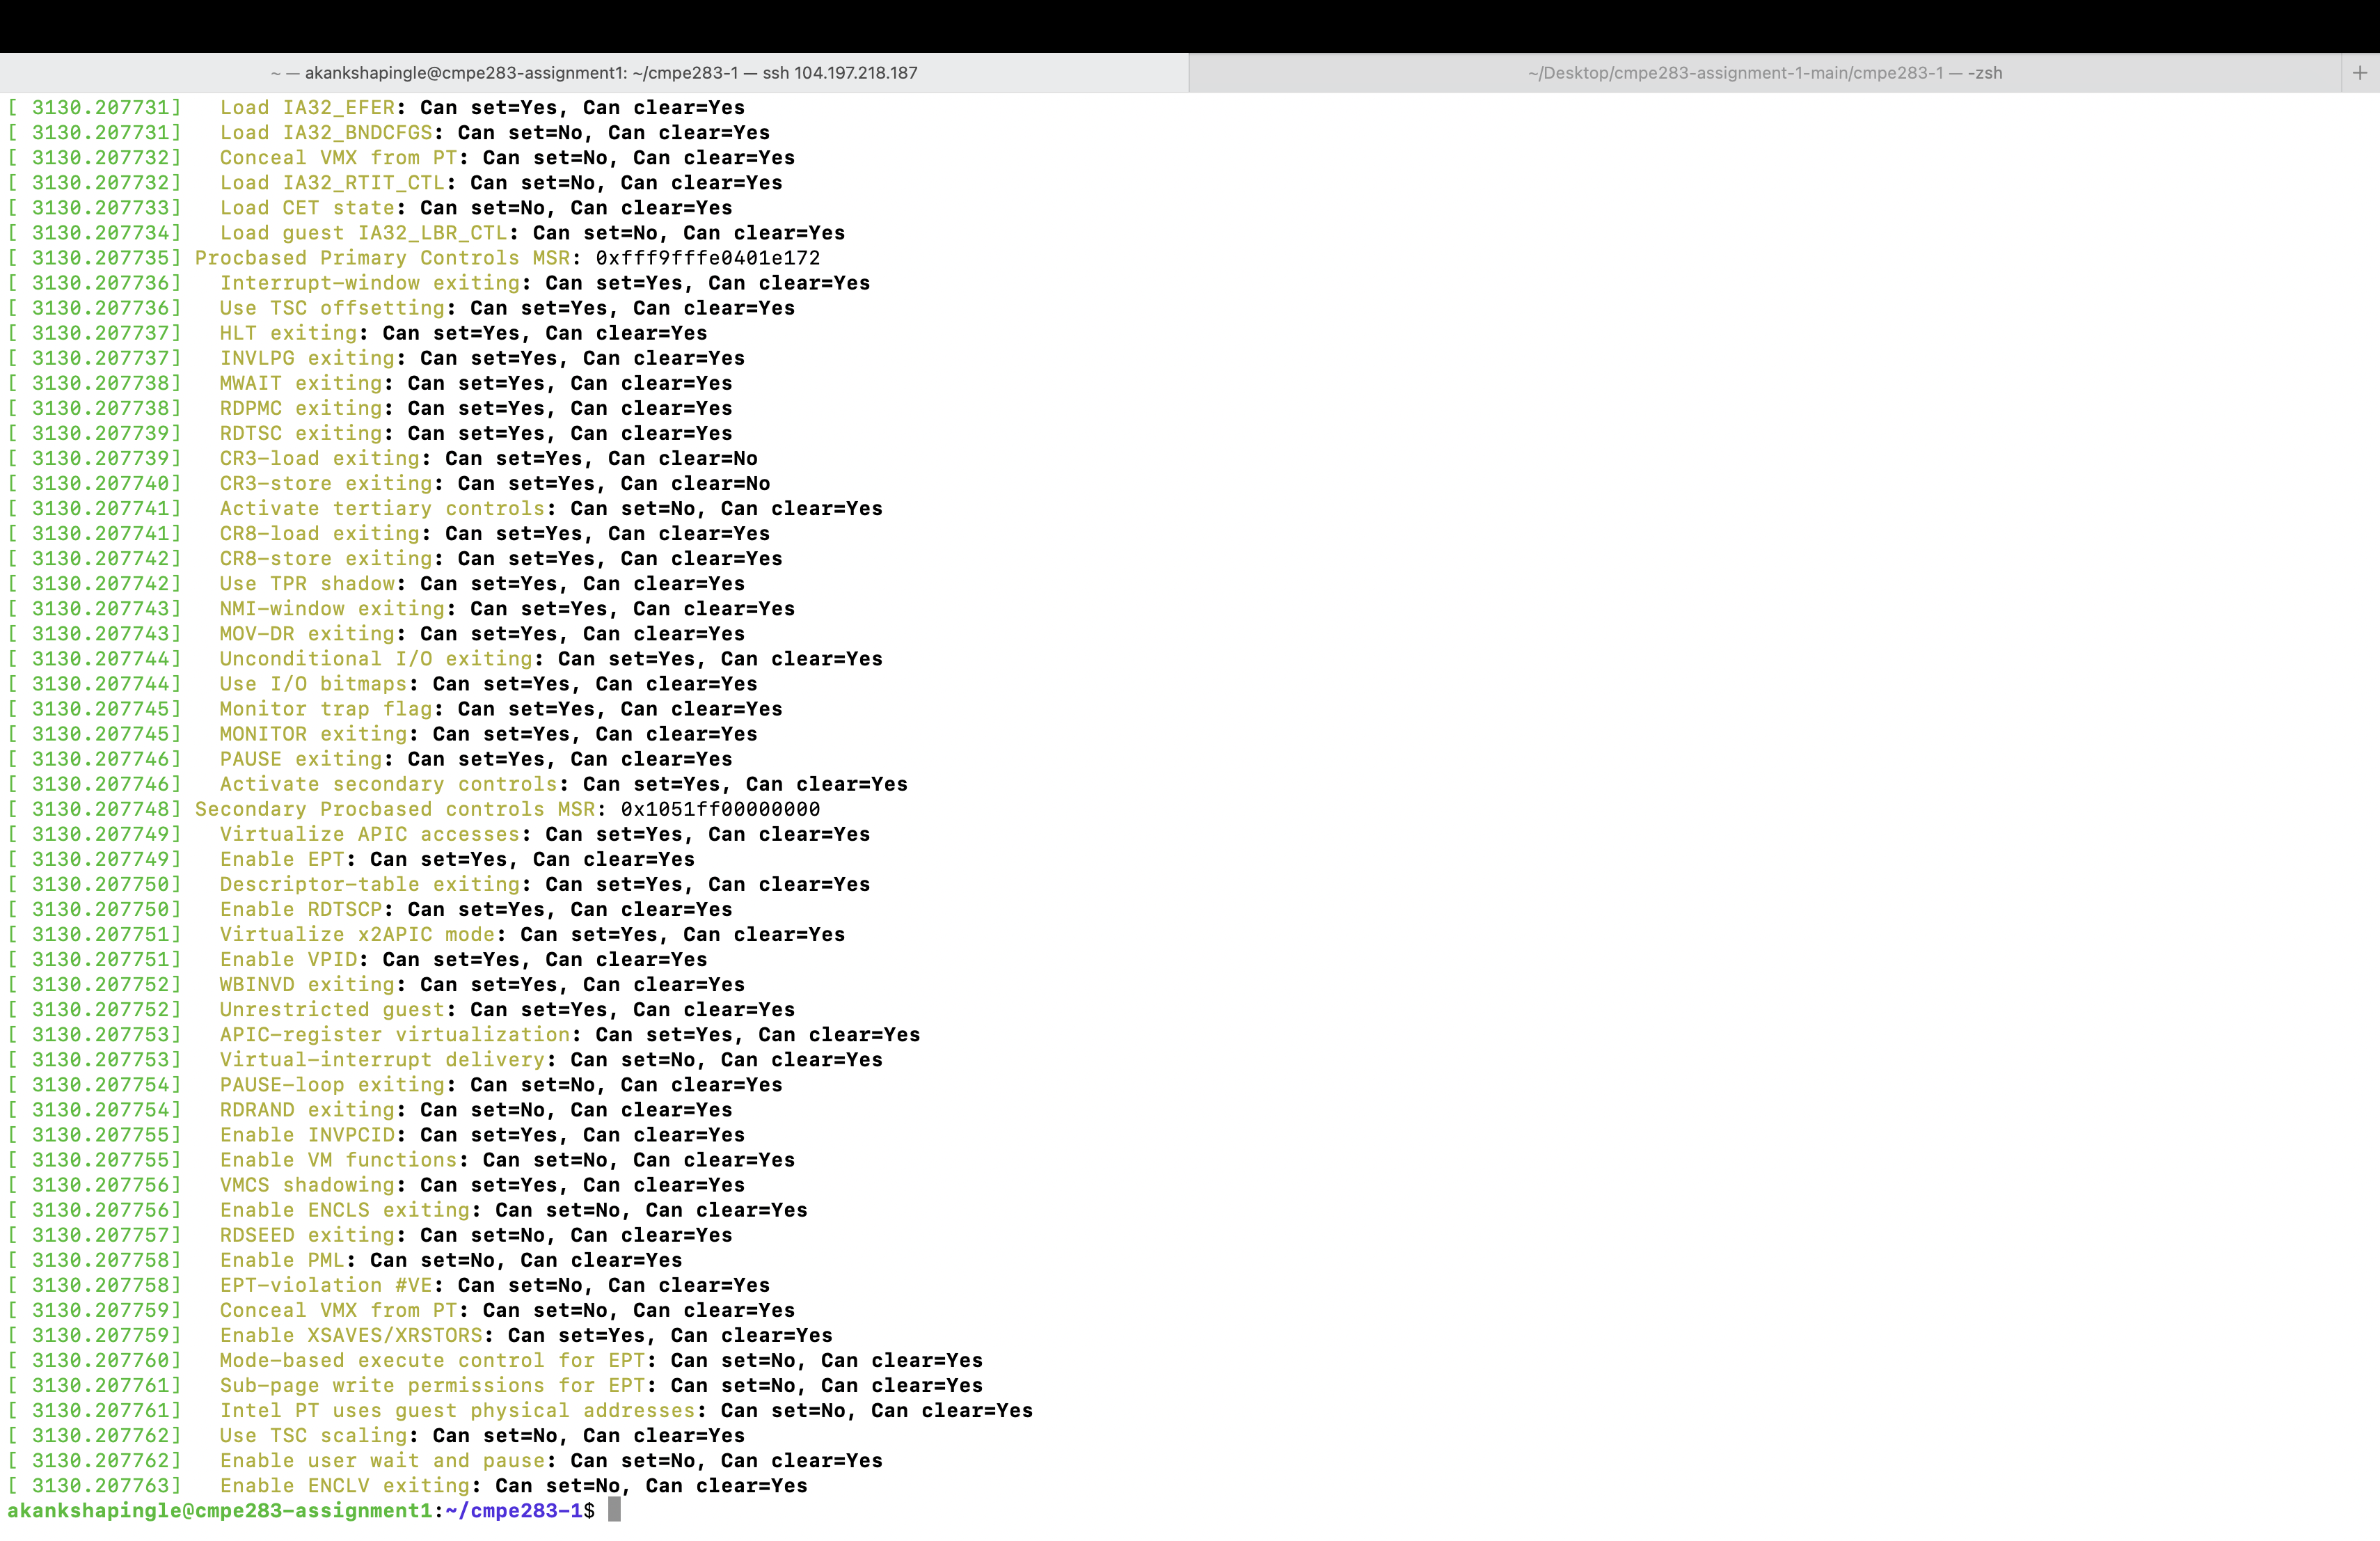 ~ — akankshapingle@cmpe283-assignment1: ~/cmpe283-1 — ssh 104.197.218.187
~/Desktop/cmpe283-assignment-1-main/cmpe283-1 — -zsh
+
[ 3130.207731]   Load IA32_EFER: Can set=Yes, Can clear=Yes
[ 3130.207731]   Load IA32_BNDCFGS: Can set=No, Can clear=Yes
[ 3130.207732]   Conceal VMX from PT: Can set=No, Can clear=Yes
[ 3130.207732]   Load IA32_RTIT_CTL: Can set=No, Can clear=Yes
[ 3130.207733]   Load CET state: Can set=No, Can clear=Yes
[ 3130.207734]   Load guest IA32_LBR_CTL: Can set=No, Can clear=Yes
[ 3130.207735] Procbased Primary Controls MSR: 0xfff9fffe0401e172
[ 3130.207736]   Interrupt-window exiting: Can set=Yes, Can clear=Yes
[ 3130.207736]   Use TSC offsetting: Can set=Yes, Can clear=Yes
[ 3130.207737]   HLT exiting: Can set=Yes, Can clear=Yes
[ 3130.207737]   INVLPG exiting: Can set=Yes, Can clear=Yes
[ 3130.207738]   MWAIT exiting: Can set=Yes, Can clear=Yes
[ 3130.207738]   RDPMC exiting: Can set=Yes, Can clear=Yes
[ 3130.207739]   RDTSC exiting: Can set=Yes, Can clear=Yes
[ 3130.207739]   CR3-load exiting: Can set=Yes, Can clear=No
[ 3130.207740]   CR3-store exiting: Can set=Yes, Can clear=No
[ 3130.207741]   Activate tertiary controls: Can set=No, Can clear=Yes
[ 3130.207741]   CR8-load exiting: Can set=Yes, Can clear=Yes
[ 3130.207742]   CR8-store exiting: Can set=Yes, Can clear=Yes
[ 3130.207742]   Use TPR shadow: Can set=Yes, Can clear=Yes
[ 3130.207743]   NMI-window exiting: Can set=Yes, Can clear=Yes
[ 3130.207743]   MOV-DR exiting: Can set=Yes, Can clear=Yes
[ 3130.207744]   Unconditional I/O exiting: Can set=Yes, Can clear=Yes
[ 3130.207744]   Use I/O bitmaps: Can set=Yes, Can clear=Yes
[ 3130.207745]   Monitor trap flag: Can set=Yes, Can clear=Yes
[ 3130.207745]   MONITOR exiting: Can set=Yes, Can clear=Yes
[ 3130.207746]   PAUSE exiting: Can set=Yes, Can clear=Yes
[ 3130.207746]   Activate secondary controls: Can set=Yes, Can clear=Yes
[ 3130.207748] Secondary Procbased controls MSR: 0x1051ff00000000
[ 3130.207749]   Virtualize APIC accesses: Can set=Yes, Can clear=Yes
[ 3130.207749]   Enable EPT: Can set=Yes, Can clear=Yes
[ 3130.207750]   Descriptor-table exiting: Can set=Yes, Can clear=Yes
[ 3130.207750]   Enable RDTSCP: Can set=Yes, Can clear=Yes
[ 3130.207751]   Virtualize x2APIC mode: Can set=Yes, Can clear=Yes
[ 3130.207751]   Enable VPID: Can set=Yes, Can clear=Yes
[ 3130.207752]   WBINVD exiting: Can set=Yes, Can clear=Yes
[ 3130.207752]   Unrestricted guest: Can set=Yes, Can clear=Yes
[ 3130.207753]   APIC-register virtualization: Can set=Yes, Can clear=Yes
[ 3130.207753]   Virtual-interrupt delivery: Can set=No, Can clear=Yes
[ 3130.207754]   PAUSE-loop exiting: Can set=No, Can clear=Yes
[ 3130.207754]   RDRAND exiting: Can set=No, Can clear=Yes
[ 3130.207755]   Enable INVPCID: Can set=Yes, Can clear=Yes
[ 3130.207755]   Enable VM functions: Can set=No, Can clear=Yes
[ 3130.207756]   VMCS shadowing: Can set=Yes, Can clear=Yes
[ 3130.207756]   Enable ENCLS exiting: Can set=No, Can clear=Yes
[ 3130.207757]   RDSEED exiting: Can set=No, Can clear=Yes
[ 3130.207758]   Enable PML: Can set=No, Can clear=Yes
[ 3130.207758]   EPT-violation #VE: Can set=No, Can clear=Yes
[ 3130.207759]   Conceal VMX from PT: Can set=No, Can clear=Yes
[ 3130.207759]   Enable XSAVES/XRSTORS: Can set=Yes, Can clear=Yes
[ 3130.207760]   Mode-based execute control for EPT: Can set=No, Can clear=Yes
[ 3130.207761]   Sub-page write permissions for EPT: Can set=No, Can clear=Yes
[ 3130.207761]   Intel PT uses guest physical addresses: Can set=No, Can clear=Yes
[ 3130.207762]   Use TSC scaling: Can set=No, Can clear=Yes
[ 3130.207762]   Enable user wait and pause: Can set=No, Can clear=Yes
[ 3130.207763]   Enable ENCLV exiting: Can set=No, Can clear=Yes
akankshapingle@cmpe283-assignment1:~/cmpe283-1$